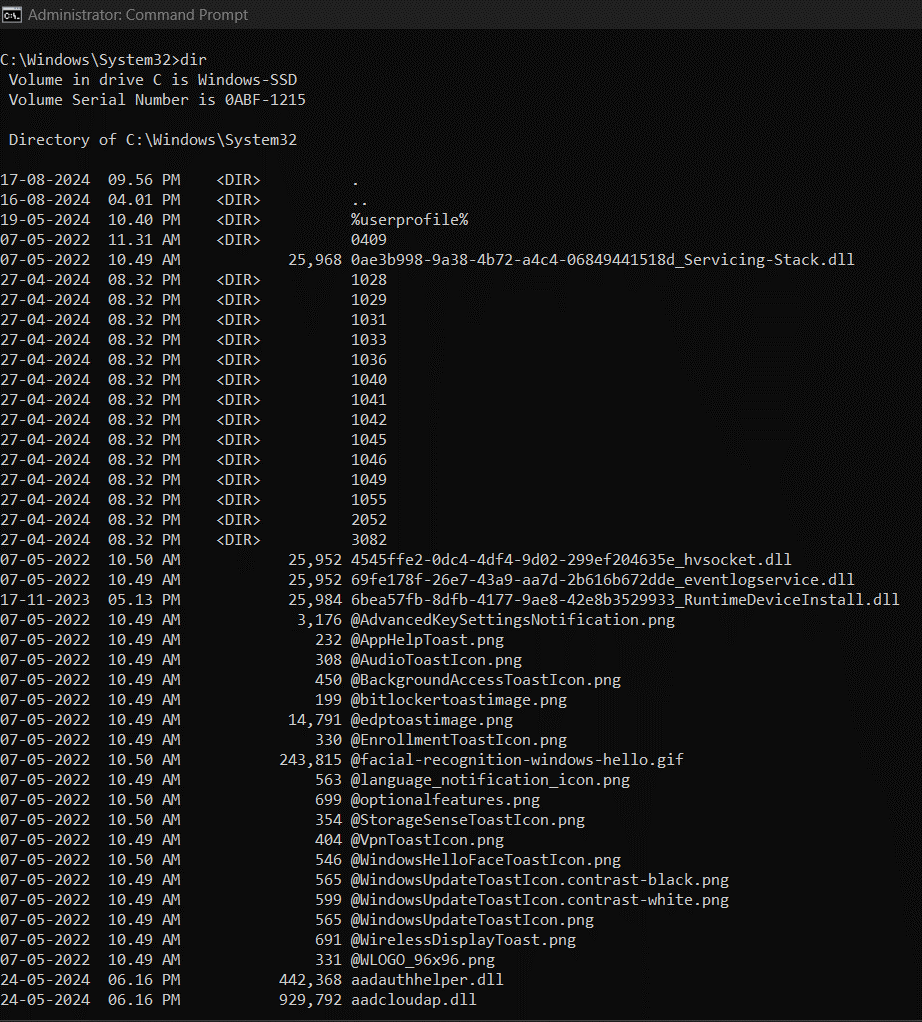 Administrator: Command Prompt
C:\Windows\System32>dir
 Volume in drive C is Windows-SSD
 Volume Serial Number is 0ABF-1215
 Directory of C:\Windows\System32
17-08-2024  09.56 PM    <DIR>          .
16-08-2024  04.01 PM    <DIR>          ..
19-05-2024  10.40 PM    <DIR>          %userprofile%
07-05-2022  11.31 AM    <DIR>          0409
07-05-2022  10.49 AM            25,968 0ae3b998-9a38-4b72-a4c4-06849441518d_Servicing-Stack.dll
27-04-2024  08.32 PM    <DIR>          1028
27-04-2024  08.32 PM    <DIR>          1029
27-04-2024  08.32 PM    <DIR>          1031
27-04-2024  08.32 PM    <DIR>          1033
27-04-2024  08.32 PM    <DIR>          1036
27-04-2024  08.32 PM    <DIR>          1040
27-04-2024  08.32 PM    <DIR>          1041
27-04-2024  08.32 PM    <DIR>          1042
27-04-2024  08.32 PM    <DIR>          1045
27-04-2024  08.32 PM    <DIR>          1046
27-04-2024  08.32 PM    <DIR>          1049
27-04-2024  08.32 PM    <DIR>          1055
27-04-2024  08.32 PM    <DIR>          2052
27-04-2024  08.32 PM    <DIR>          3082
07-05-2022  10.50 AM            25,952 4545ffe2-0dc4-4df4-9d02-299ef204635e_hvsocket.dll
07-05-2022  10.49 AM            25,952 69fe178f-26e7-43a9-aa7d-2b616b672dde_eventlogservice.dll
17-11-2023  05.13 PM            25,984 6bea57fb-8dfb-4177-9ae8-42e8b3529933_RuntimeDeviceInstall.dll
07-05-2022  10.49 AM             3,176 @AdvancedKeySettingsNotification.png
07-05-2022  10.49 AM               232 @AppHelpToast.png
07-05-2022  10.49 AM               308 @AudioToastIcon.png
07-05-2022  10.49 AM               450 @BackgroundAccessToastIcon.png
07-05-2022  10.49 AM               199 @bitlockertoastimage.png
07-05-2022  10.49 AM            14,791 @edptoastimage.png
07-05-2022  10.49 AM               330 @EnrollmentToastIcon.png
07-05-2022  10.50 AM           243,815 @facial-recognition-windows-hello.gif
07-05-2022  10.49 AM               563 @language_notification_icon.png
07-05-2022  10.50 AM               699 @optionalfeatures.png
07-05-2022  10.50 AM               354 @StorageSenseToastIcon.png
07-05-2022  10.49 AM               404 @VpnToastIcon.png
07-05-2022  10.50 AM               546 @WindowsHelloFaceToastIcon.png
07-05-2022  10.49 AM               565 @WindowsUpdateToastIcon.contrast-black.png
07-05-2022  10.49 AM               599 @WindowsUpdateToastIcon.contrast-white.png
07-05-2022  10.49 AM               565 @WindowsUpdateToastIcon.png
07-05-2022  10.49 AM               691 @WirelessDisplayToast.png
07-05-2022  10.49 AM               331 @WLOGO_96x96.png
24-05-2024  06.16 PM           442,368 aadauthhelper.dll
24-05-2024  06.16 PM           929,792 aadcloudap.dll